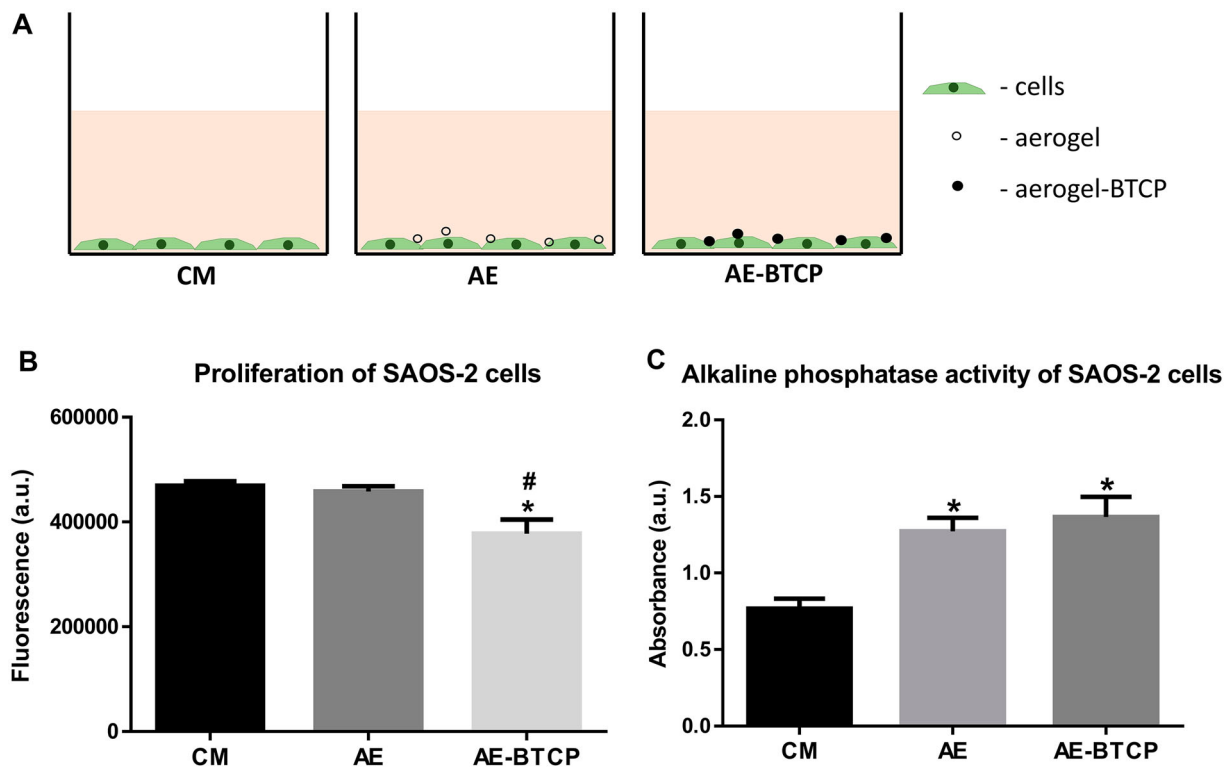 A
- cells
- aerogel
- aerogel-BTCP
CM
AE
AE-BTCP
B
Proliferation of SAOS-2 cells
Fluorescence (a.u.)
600000
400000
200000
0
#
*
CM
AE
AE-BTCP
C
Alkaline phosphatase activity of SAOS-2 cells
Absorbance (a.u.)
2.0
1.5
1.0
0.5
0.0
*
*
CM
AE
AE-BTCP